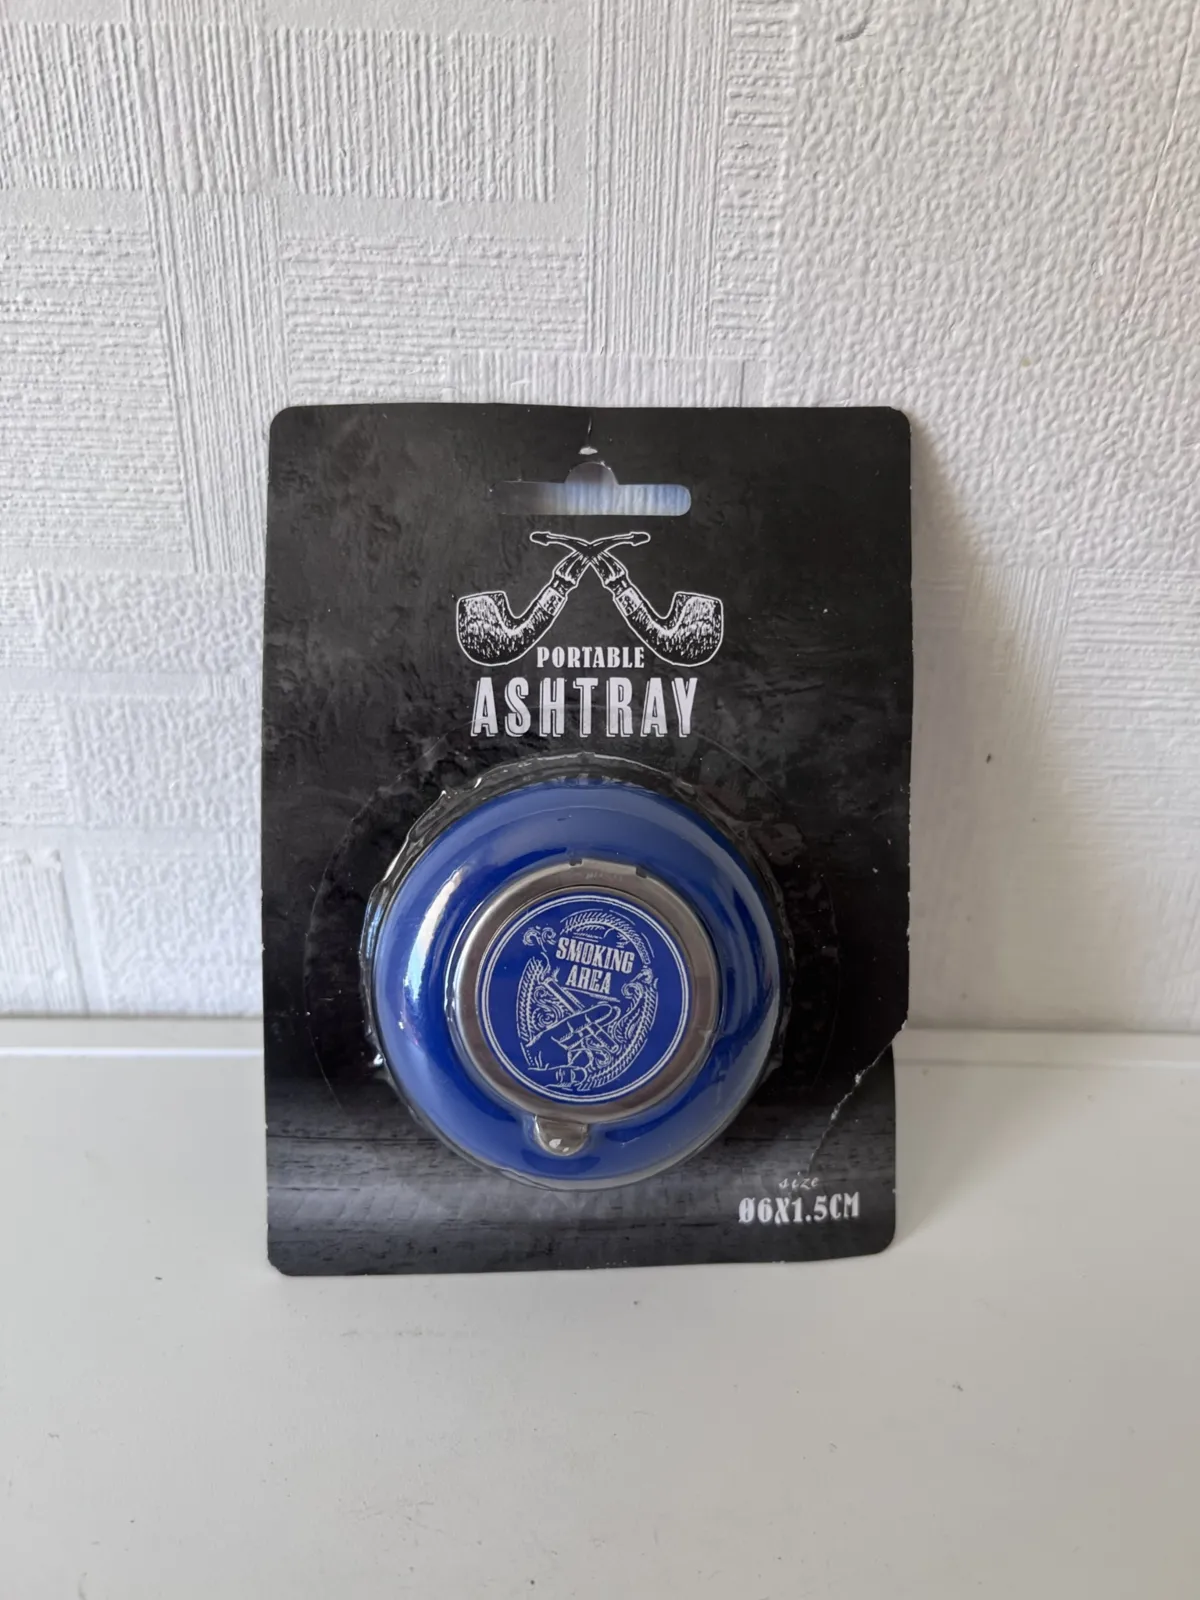 PORTABLE
ASHTRAY
SMOKING
AREA
size
Ø6X1.5CM